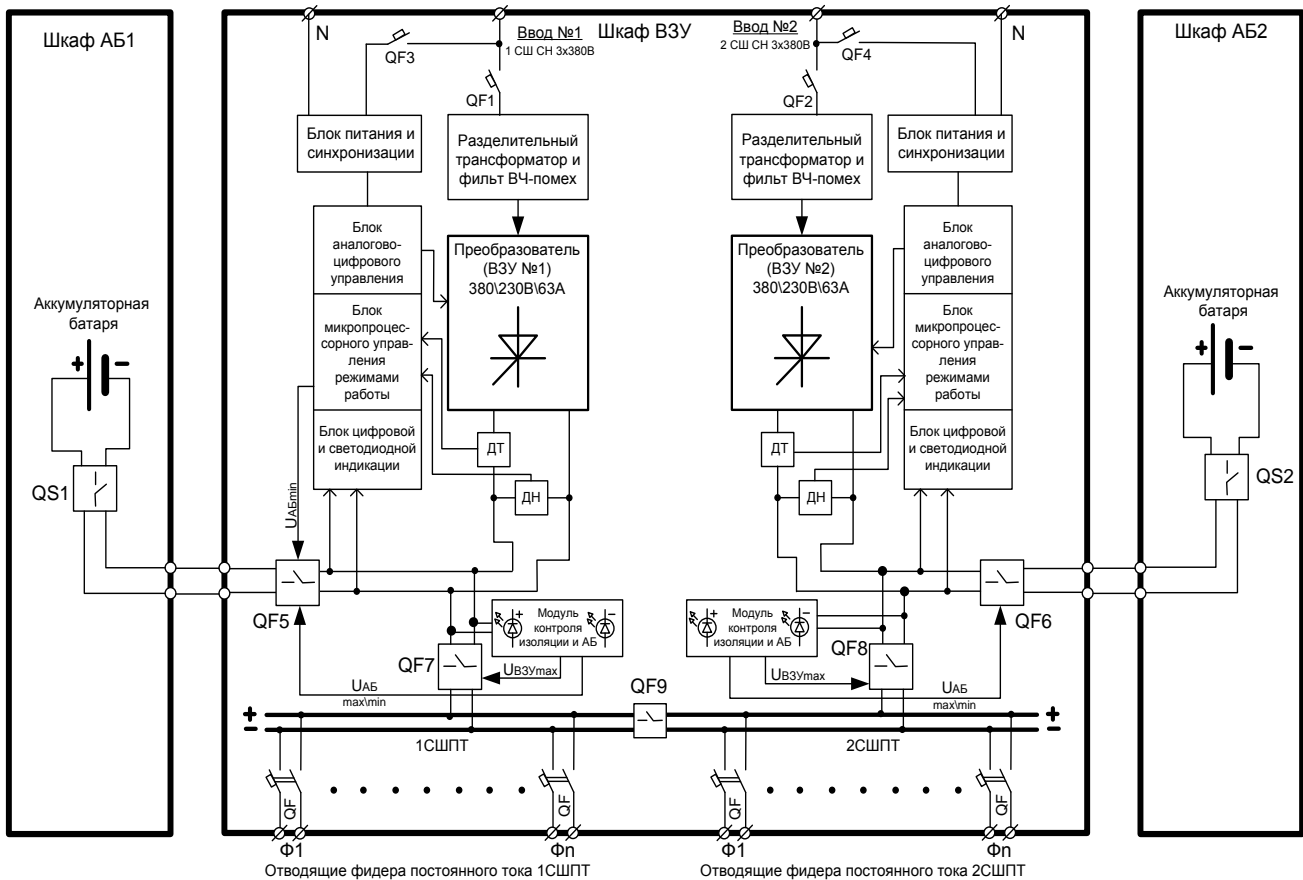 Шкаф АБ1
Аккумуляторная
батаря
+
−
QS1
N
QF3
Ввод №1
1 СШ СН 3х380В
Шкаф ВЗУ
Ввод №2
2 СШ СН 3х380В
QF4
N
QF1
QF2
Блок питания и
синхронизации
Разделительный
трансформатор и
фильт ВЧ-помех
Разделительный
трансформатор и
фильт ВЧ-помех
Блок питания и
синхронизации
Блок
аналогово-
цифрового
управления
Преобразователь
(ВЗУ №1)
380\230В\63А
Преобразователь
(ВЗУ №2)
380\230В\63А
Блок
аналогово-
цифрового
управления
Блок
микропроцес-
сорного управ-
ления
режимами
работы
Блок
микропроцес-
сорного управ-
ления
режимами
работы
Блок цифровой
и светодиодной
индикации
ДТ
ДН
ДТ
ДН
Блок цифровой
и светодиодной
индикации
UАБmin
QF5
QF6
+
Модуль
контроля
изоляции и АБ
−
+
Модуль
контроля
изоляции и АБ
−
QF7
UВЗУmax
UВЗУmax
QF8
UАБ
max\min
QF9
UАБ
max\min
+
−
1СШПТ
2СШПТ
+
−
QF
QF
QF
QF
Ф1
Фn
Ф1
Фn
Отводящие фидера постоянного тока 1СШПТ
Отводящие фидера постоянного тока 2СШПТ
Шкаф АБ2
Аккумуляторная
батаря
+
−
QS2